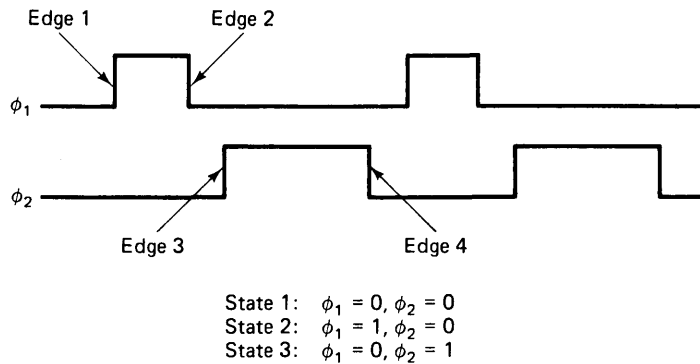 Edge 1 Edge 2
ϕ₁
ϕ₂
Edge 3 Edge 4
State 1: ϕ₁ = 0, ϕ₂ = 0
State 2: ϕ₁ = 1, ϕ₂ = 0
State 3: ϕ₁ = 0, ϕ₂ = 1